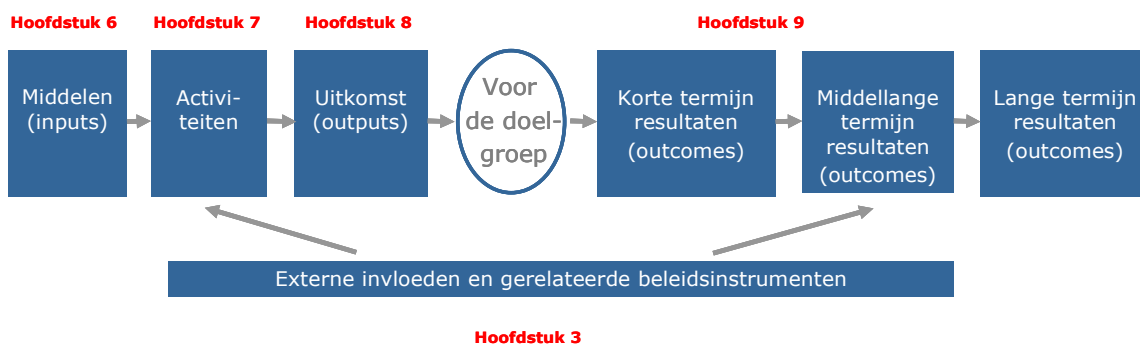 Hoofdstuk 6
Hoofdstuk 7
Hoofdstuk 8
Hoofdstuk 9
Middelen
(inputs)
Activi-
teiten
Uitkomst
(outputs)
Voor
de doel-
groep
Korte termijn
resultaten
(outcomes)
Middellange
termijn
resultaten
(outcomes)
Lange termijn
resultaten
(outcomes)
Externe invloeden en gerelateerde beleidsinstrumenten
Hoofdstuk 3